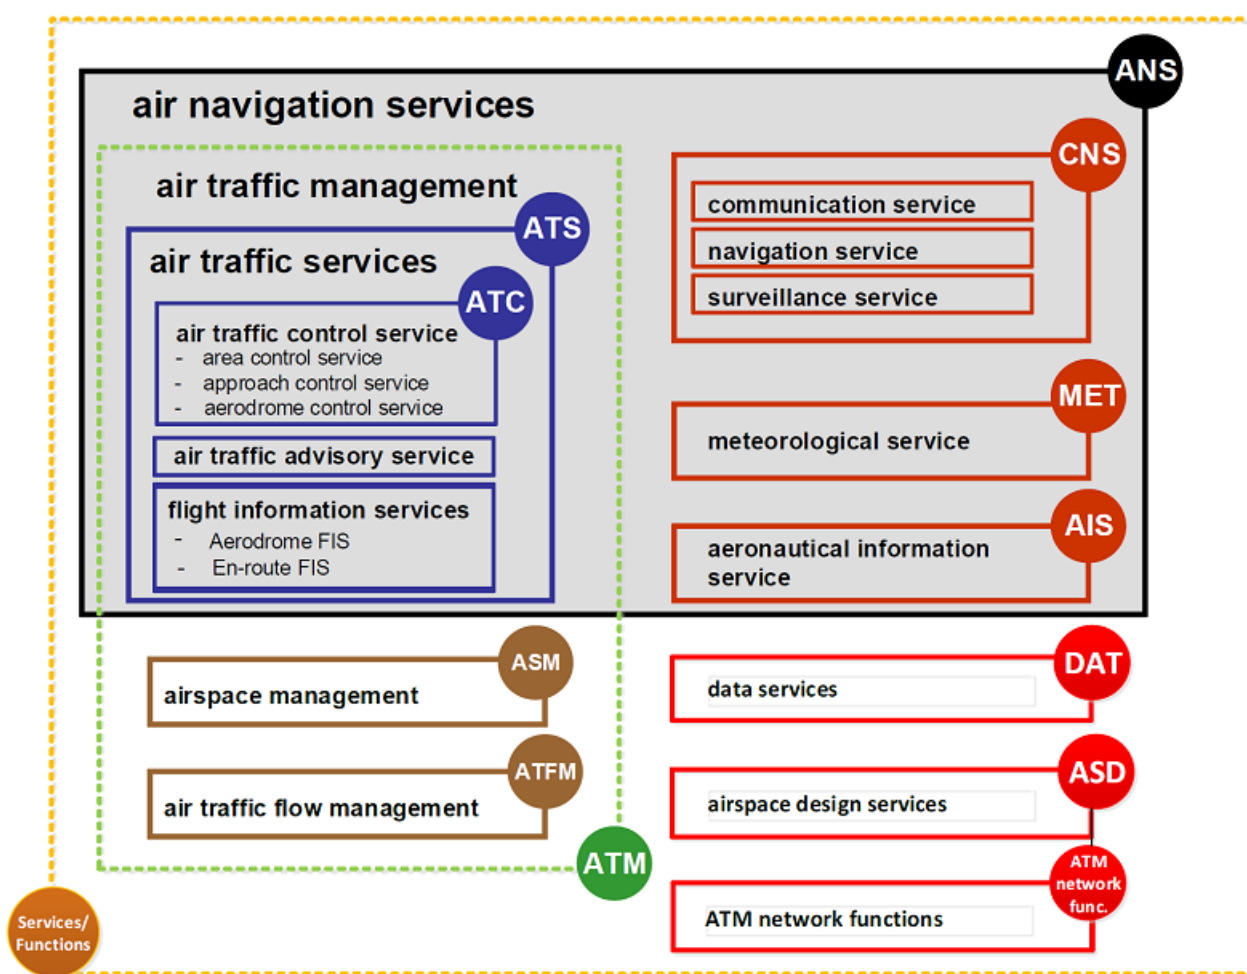 ANS
air navigation services
air traffic management
ATS
air traffic services
ATC
air traffic control service
- area control service
- approach control service
- aerodrome control service
air traffic advisory service
flight information services
- Aerodrome FIS
- En-route FIS
CNS
communication service
navigation service
surveillance service
MET
meteorological service
AIS
aeronautical information
service
ASM
airspace management
ATFM
air traffic flow management
ATM
DAT
data services
ASD
airspace design services
ATM
network
func.
ATM network functions
Services/
Functions